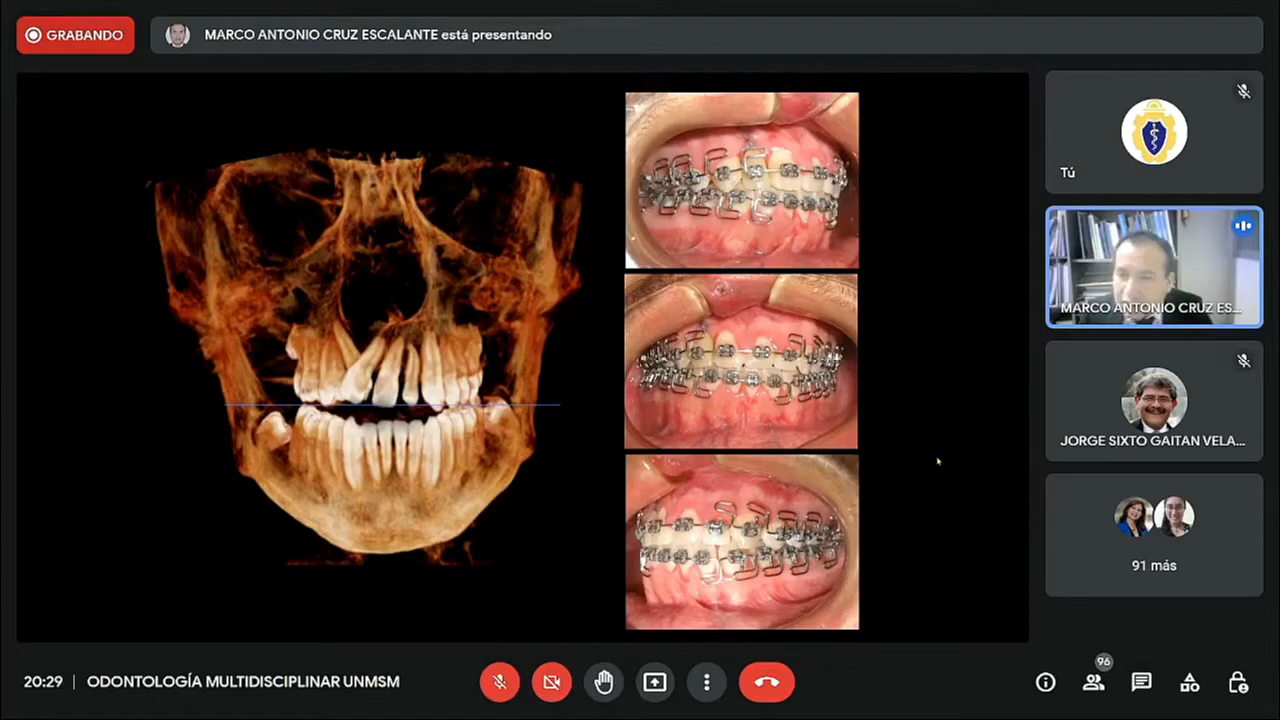 GRABANDO
MARCO ANTONIO CRUZ ESCALANTE está presentando
Tú
MARCO ANTONIO CRUZ ES...
JORGE SIXTO GAITAN VELA...
91 más
20:29 | ODONTOLOGÍA MULTIDISCIPLINAR UNMSM
96